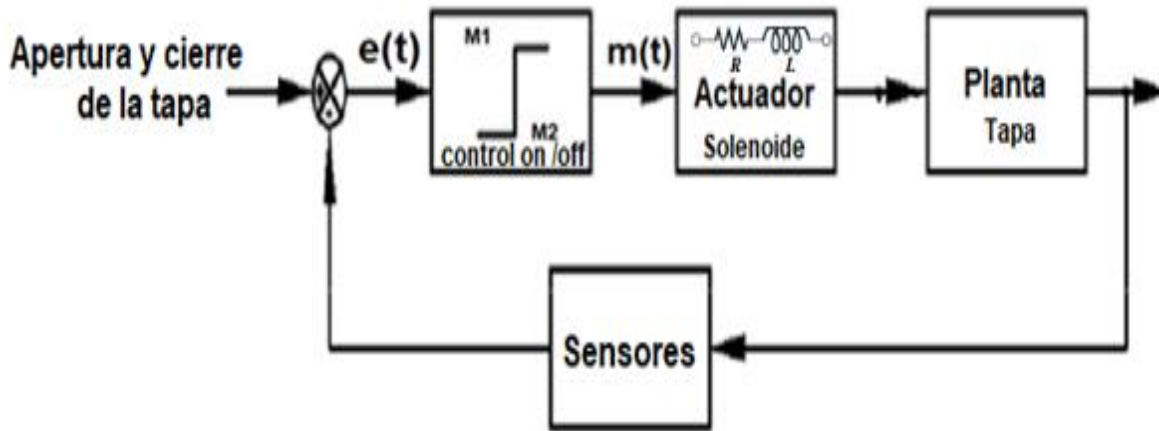 Apertura y cierre
de la tapa
e(t)
M1
M2
control on /off
m(t)
R L
Actuador
Solenoide
Planta
Tapa
Sensores